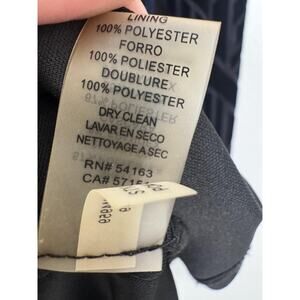 LINING
100% POLYESTER
FORRO
100% POLIESTER
DOUBLURE
100% POLYESTER
DRY CLEAN
LAVAR EN SECO
NETTOYAGE A SEC
RN# 54163